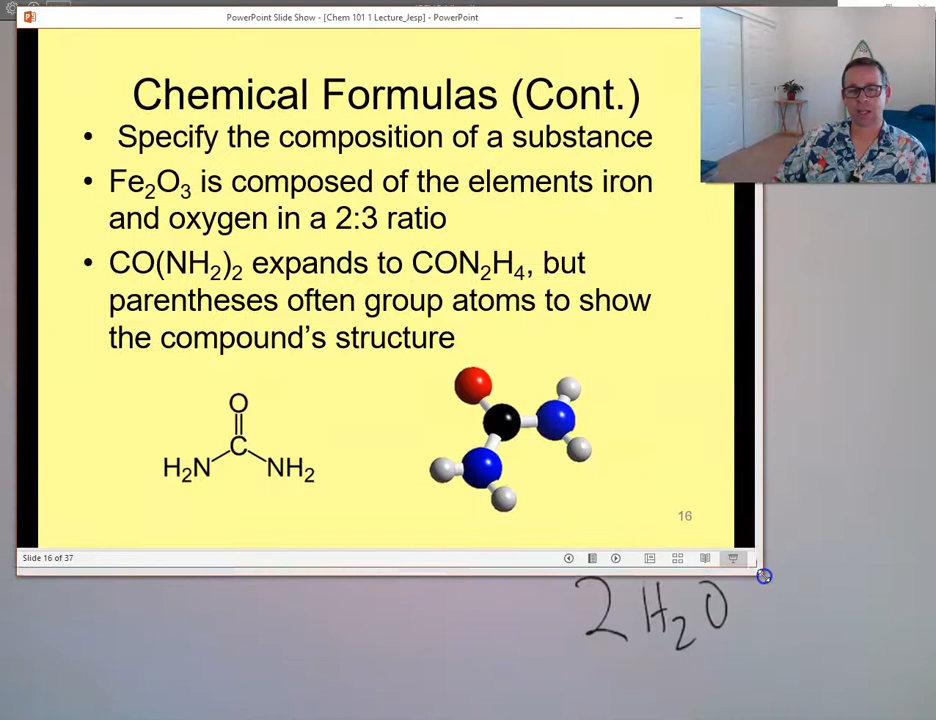 PowerPoint Slide Show - [Chem 101 1 Lecture_Jesp] - PowerPoint
Chemical Formulas (Cont.)
• Specify the composition of a substance
• Fe₂O₃ is composed of the elements iron
and oxygen in a 2:3 ratio
• CO(NH₂)₂ expands to CON₂H₄, but
parentheses often group atoms to show
the compound's structure
O
C
H₂N NH₂
16
Slide 16 of 37
2 H₂O